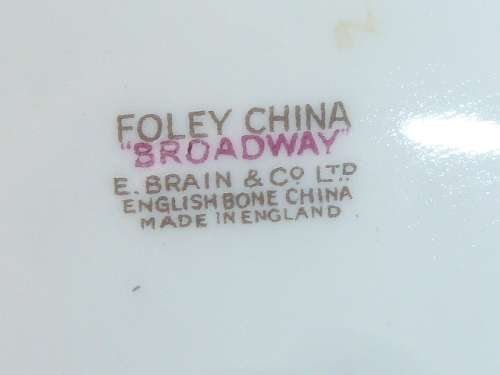 FOLEY CHINA
"BROADWAY"
E. BRAIN & Co LTD
ENGLISH BONE CHINA
MADE IN ENGLAND